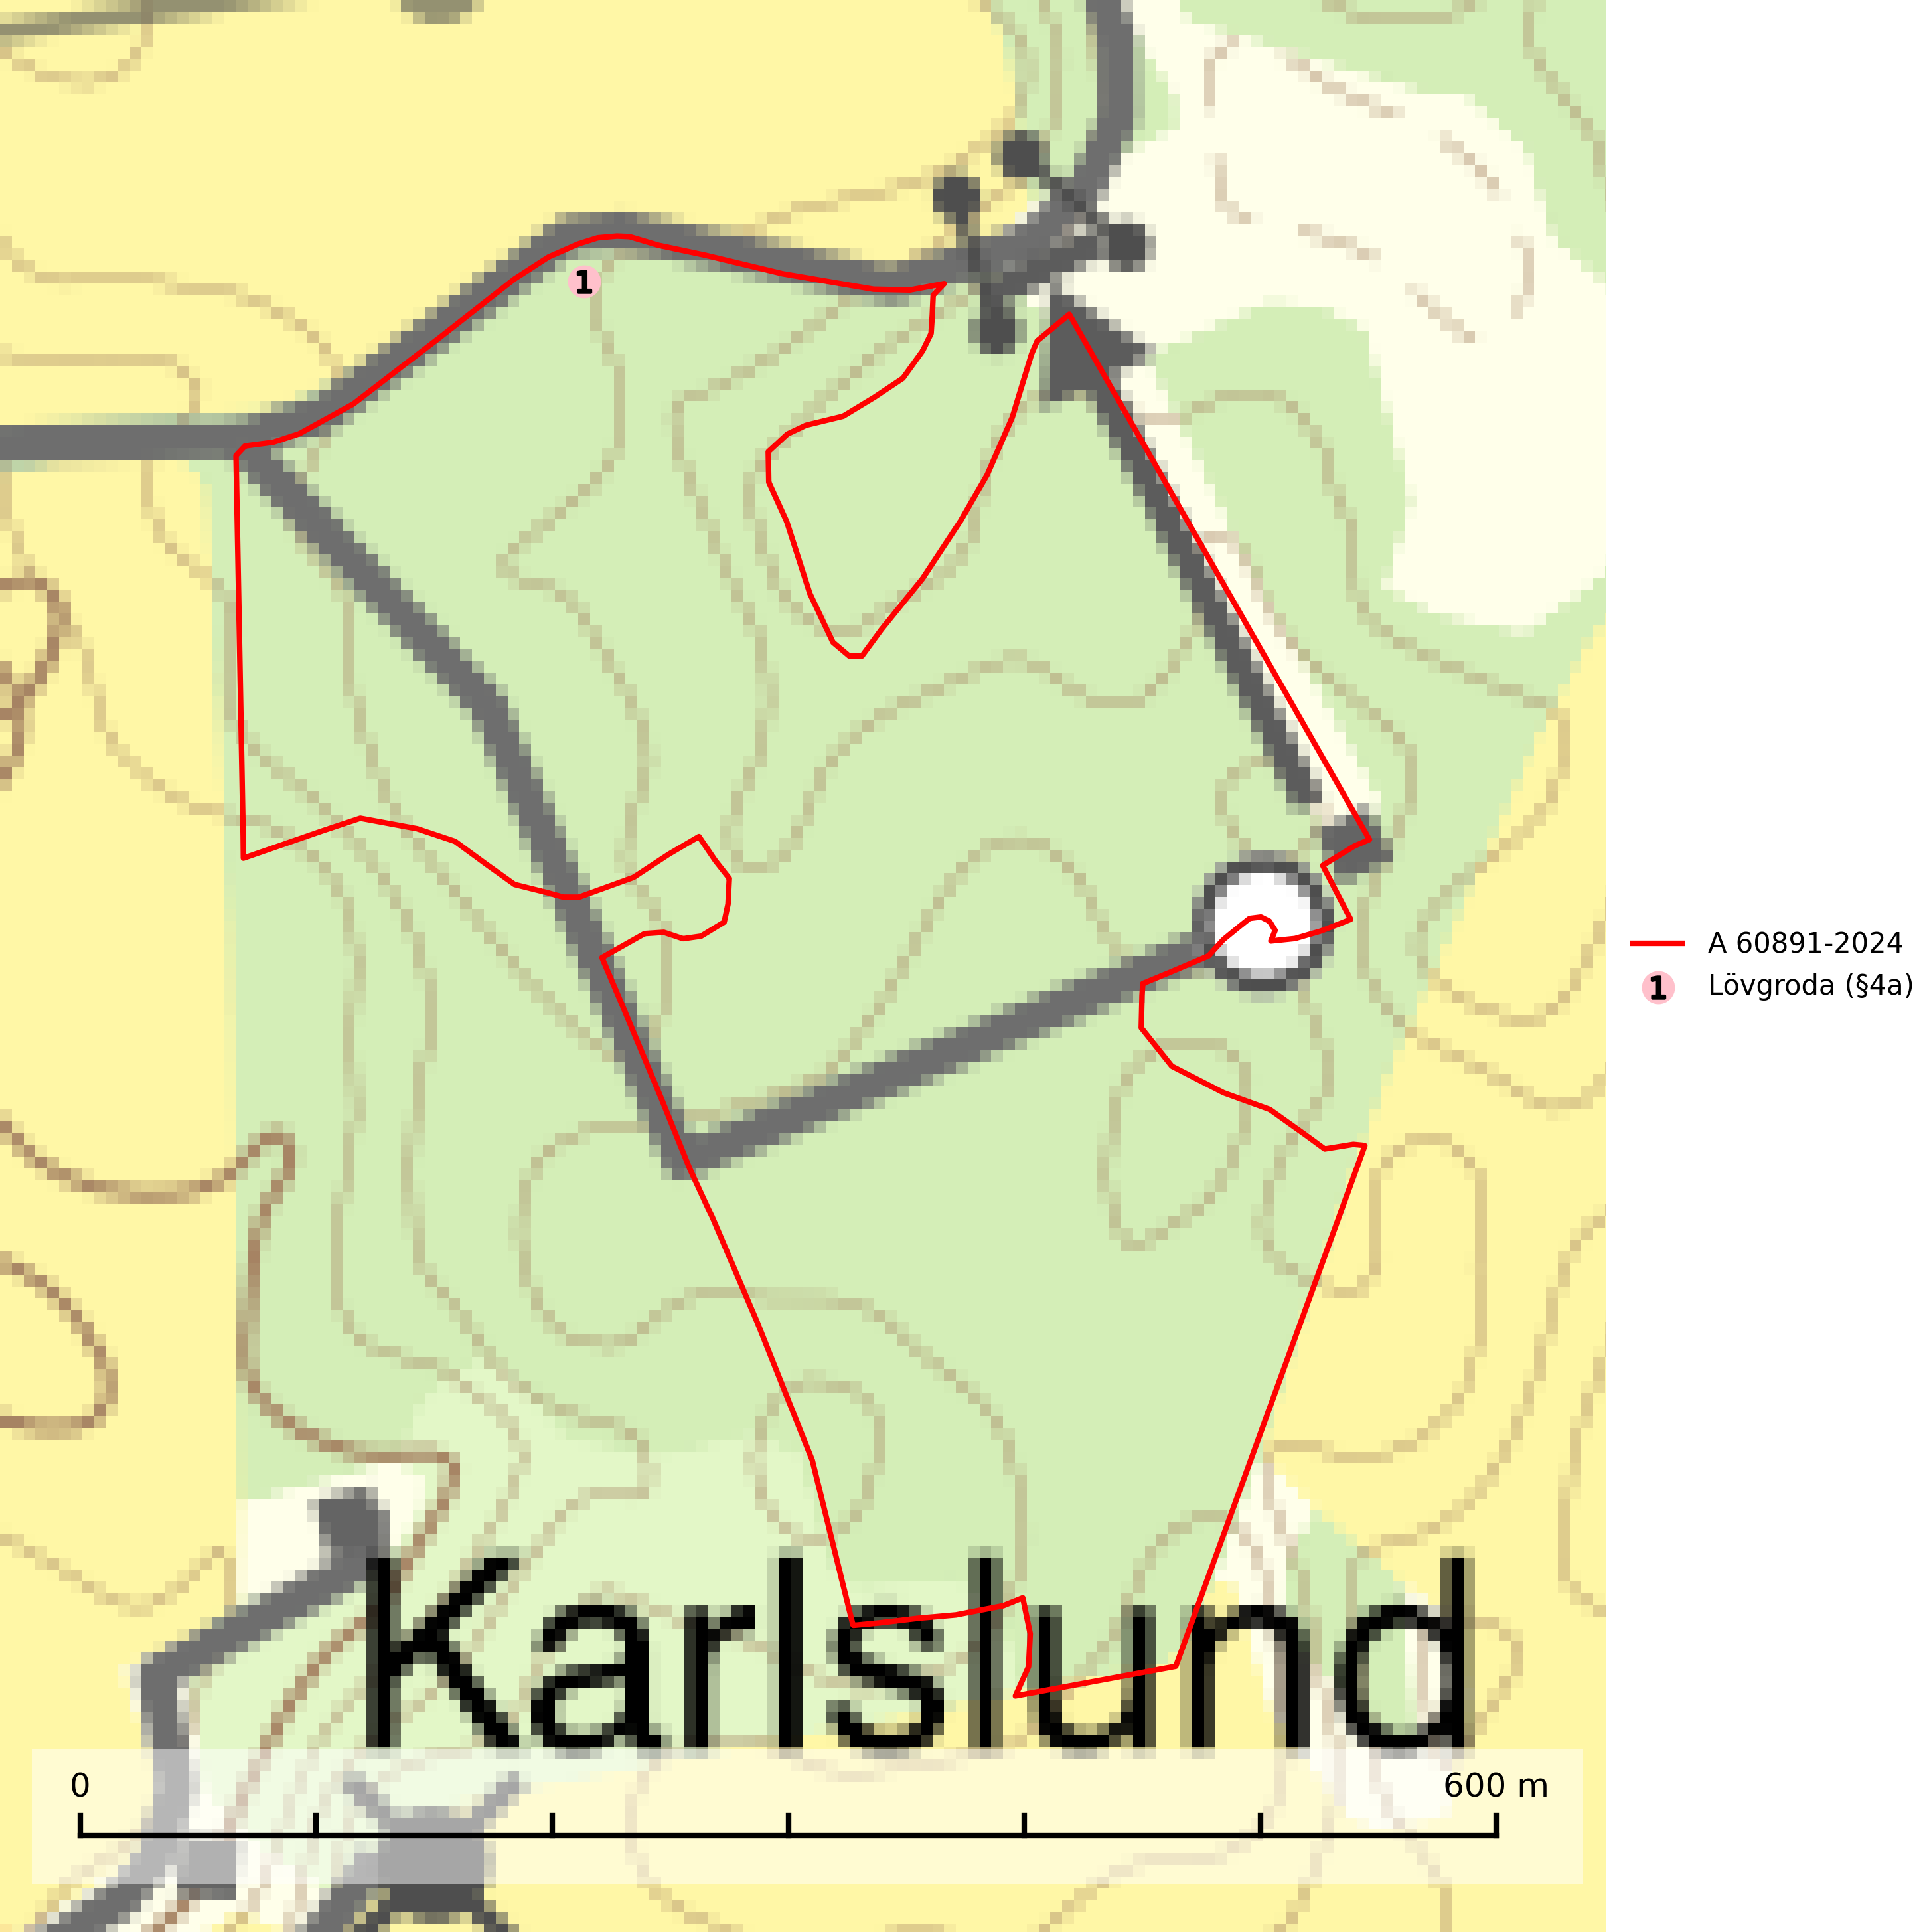 1
A 60891-2024
1 Lövgroda (§4a)
Karlslund
0 600 m